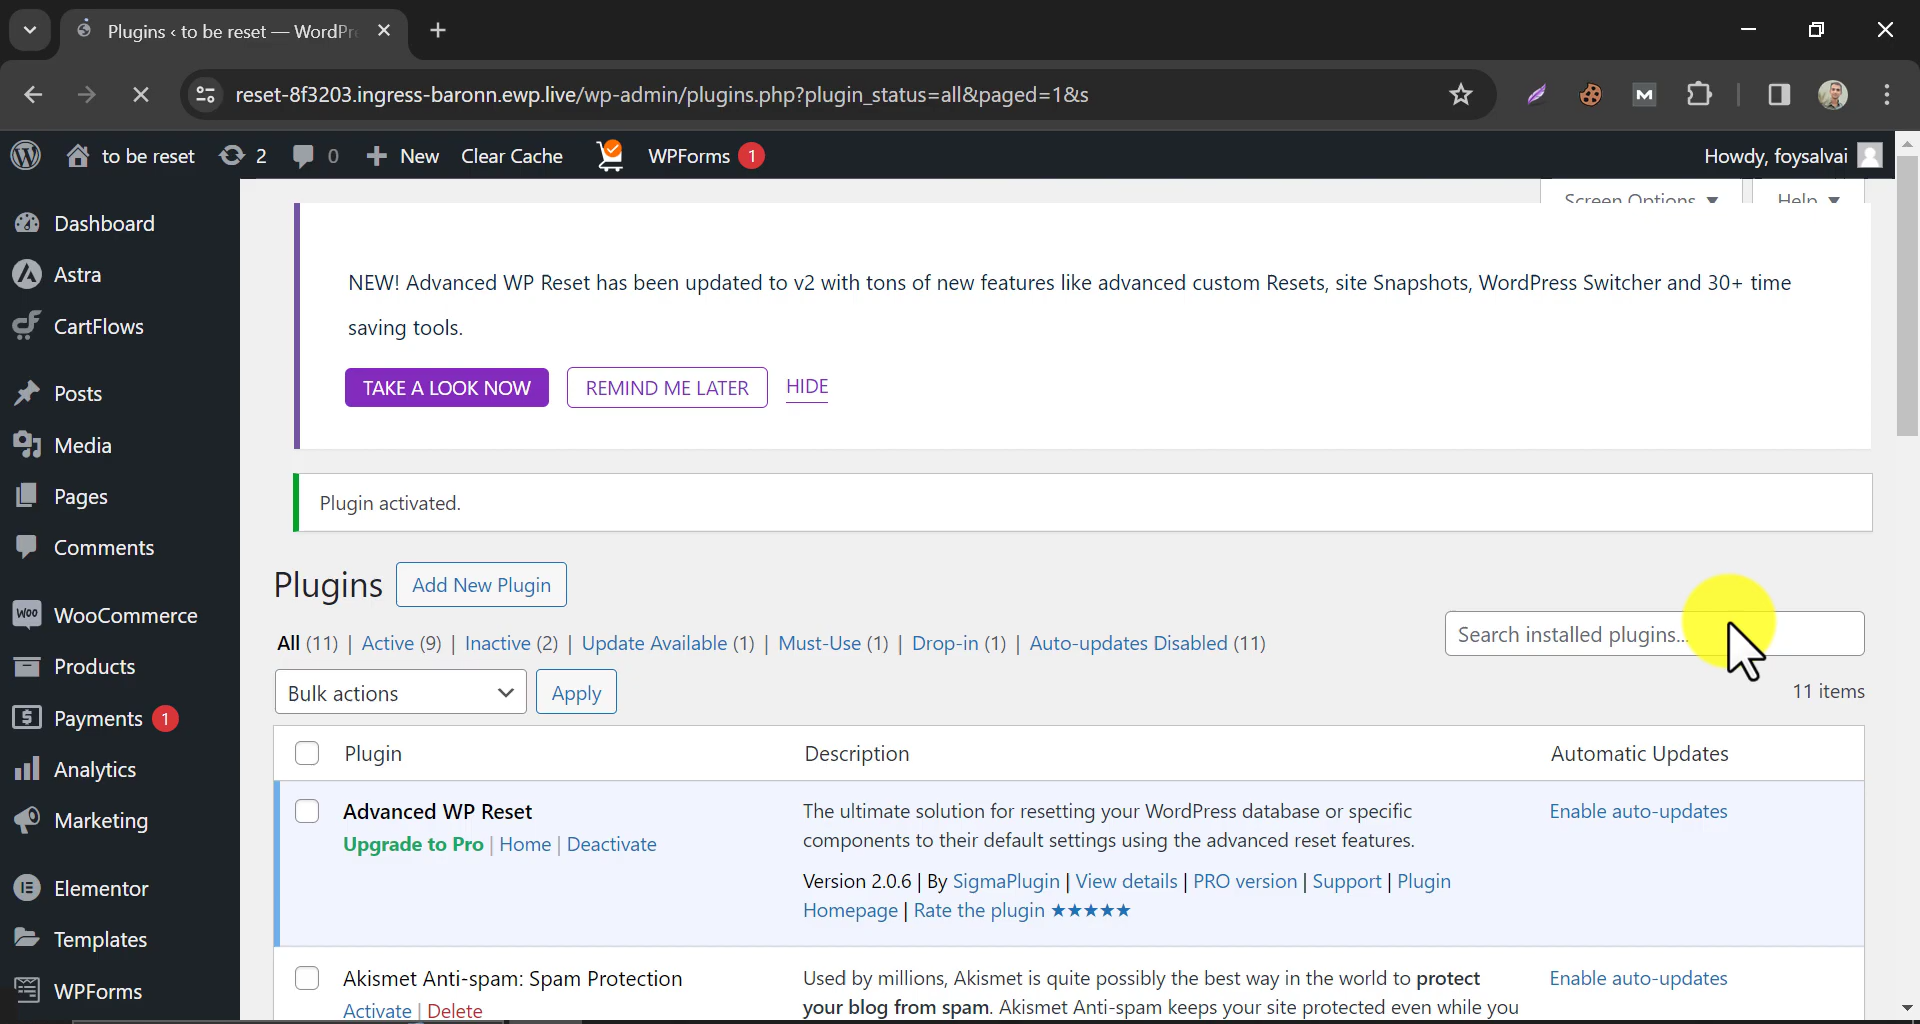 Plugins ‹ to be reset — WordPr
reset-8f3203.ingress-baronn.ewp.live/wp-admin/plugins.php?plugin_status=all&paged=1&s
to be reset 2 0 New Clear Cache WPForms 1 Howdy, foysalvai
Screen Options Help
Dashboard
Astra
CartFlows
Posts
Media
Pages
Comments
WooCommerce
Products
Payments 1
Analytics
Marketing
Elementor
Templates
WPForms
NEW! Advanced WP Reset has been updated to v2 with tons of new features like advanced custom Resets, site Snapshots, WordPress Switcher and 30+ time
saving tools.
TAKE A LOOK NOW REMIND ME LATER HIDE
Plugin activated.
Plugins Add New Plugin
All (11) | Active (9) | Inactive (2) | Update Available (1) | Must-Use (1) | Drop-in (1) | Auto-updates Disabled (11)
Search installed plugins...
Bulk actions Apply
11 items
Plugin Description Automatic Updates
Advanced WP Reset
Upgrade to Pro | Home | Deactivate
The ultimate solution for resetting your WordPress database or specific
components to their default settings using the advanced reset features.
Version 2.0.6 | By SigmaPlugin | View details | PRO version | Support | Plugin
Homepage | Rate the plugin ★★★★★
Enable auto-updates
Akismet Anti-spam: Spam Protection
Activate | Delete
Used by millions, Akismet is quite possibly the best way in the world to protect
your blog from spam. Akismet Anti-spam keeps your site protected even while you
Enable auto-updates